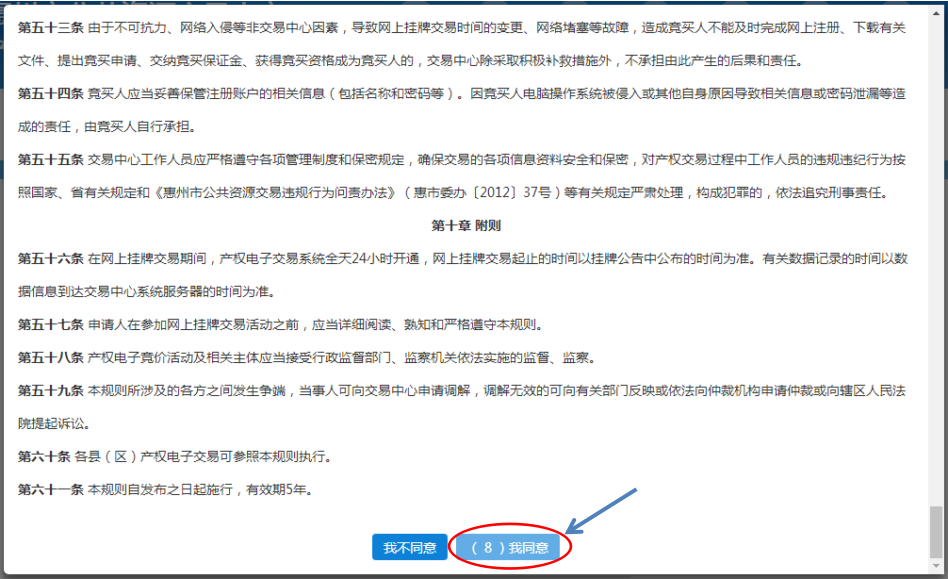 第五十三条 由于不可抗力、网络入侵等非交易中心因素，导致网上挂牌交易时间的变更、网络堵塞等故障，造成竞买人不能及时完成网上注册、下载有关
文件、提出竞买申请、交纳竞买保证金、获得竞买资格成为竞买人的，交易中心除采取积极补救措施外，不承担由此产生的后果和责任。
第五十四条 竞买人应当妥善保管注册账户的相关信息（包括名称和密码等）。因竞买人电脑操作系统被侵入或其他自身原因导致相关信息或密码泄漏等造
成的责任，由竞买人自行承担。
第五十五条 交易中心工作人员应严格遵守各项管理制度和保密规定，确保交易的各项信息资料安全和保密，对产权交易过程中工作人员的违规违纪行为按
照国家、省有关规定和《惠州市公共资源交易违规行为问责办法》（惠市委办〔2012〕37号）等有关规定严肃处理，构成犯罪的，依法追究刑事责任。
第十章 附则
第五十六条 在网上挂牌交易期间，产权电子交易系统全天24小时开通，网上挂牌交易起止的时间以挂牌公告中公布的时间为准。有关数据记录的时间以数
据信息到达交易中心系统服务器的时间为准。
第五十七条 申请人在参加网上挂牌交易活动之前，应当详细阅读、熟知和严格遵守本规则。
第五十八条 产权电子竞价活动及相关主体应当接受行政监督部门、监察机关依法实施的监督、监察。
第五十九条 本规则所涉及的各方之间发生争端，当事人可向交易中心申请调解，调解无效的可向有关部门反映或依法向仲裁机构申请仲裁或向辖区人民法
院提起诉讼。
第六十条 各县（区）产权电子交易可参照本规则执行。
第六十一条 本规则自发布之日起施行，有效期5年。
我不同意 （8）我同意